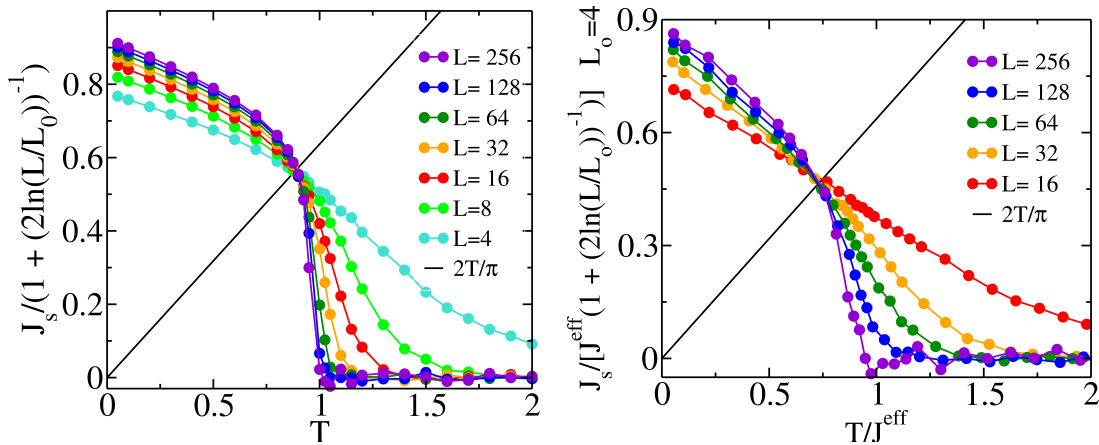 J_s/(1 + (2ln(L/L_0))^-1)
0.8
0.6
0.4
0.2
0
0
0.5
1
1.5
2
T
L= 256
L= 128
L= 64
L= 32
L= 16
L=8
L=4
2T/π
J_s/[J^eff(1 + (2ln(L/L_o))^-1)] L_o=4
0.9
0.6
0.3
0
0
0.5
1
1.5
2
T/J^eff
L= 256
L= 128
L= 64
L= 32
L= 16
2T/π